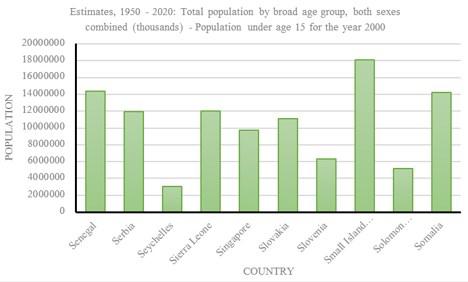 Estimates, 1950 - 2020: Total population by broad age group, both sexes
combined (thousands) - Population under age 15 for the year 2000
20000000
18000000
16000000
14000000
12000000
10000000
8000000
6000000
4000000
2000000
0
POPULATION
Senegal
Serbia
Seychelles
Sierra Leone
Singapore
Slovakia
Slovenia
Small Island…
Solomon…
Somalia
COUNTRY